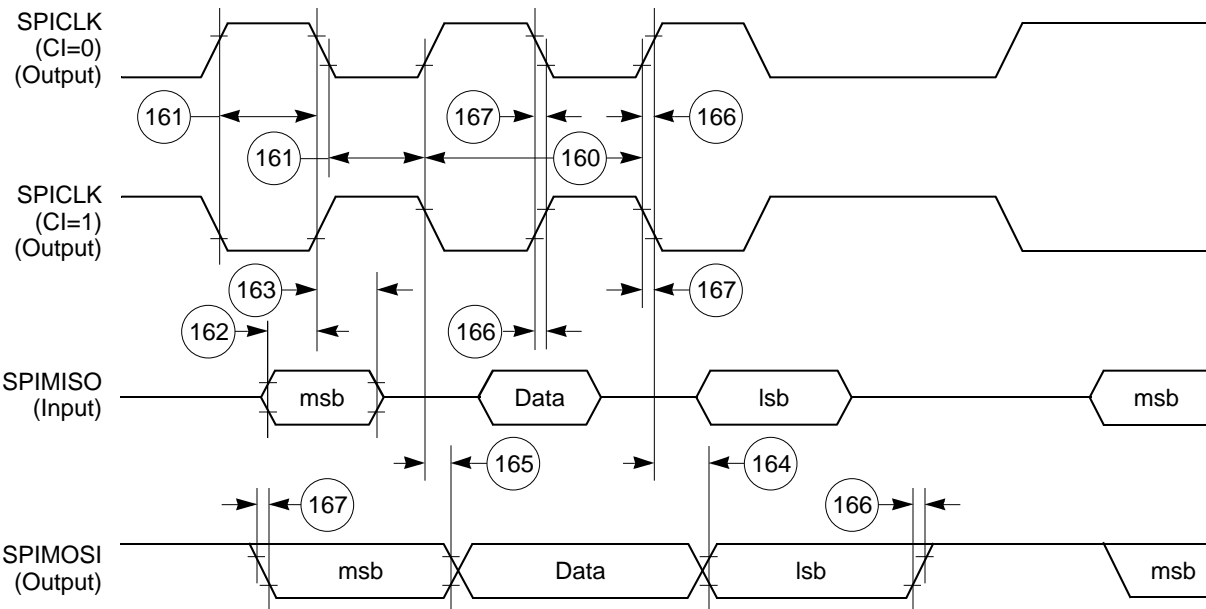 SPICLK
(CI=0)
(Output)
161
167
166
161
160
SPICLK
(CI=1)
(Output)
163
167
162
166
SPIMISO
(Input)
msb
Data
lsb
msb
165
164
167
166
SPIMOSI
(Output)
msb
Data
lsb
msb